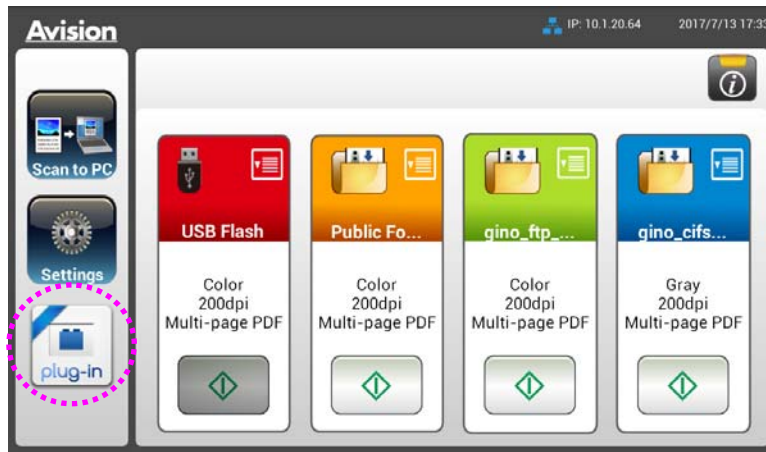 Avision
IP: 10.1.20.64 2017/7/13 17:33
Scan to PC
Settings
plug-in
USB Flash
Color
200dpi
Multi-page PDF
Public Fo...
Color
200dpi
Multi-page PDF
gino_ftp_...
Color
200dpi
Multi-page PDF
gino_cifs...
Gray
200dpi
Multi-page PDF